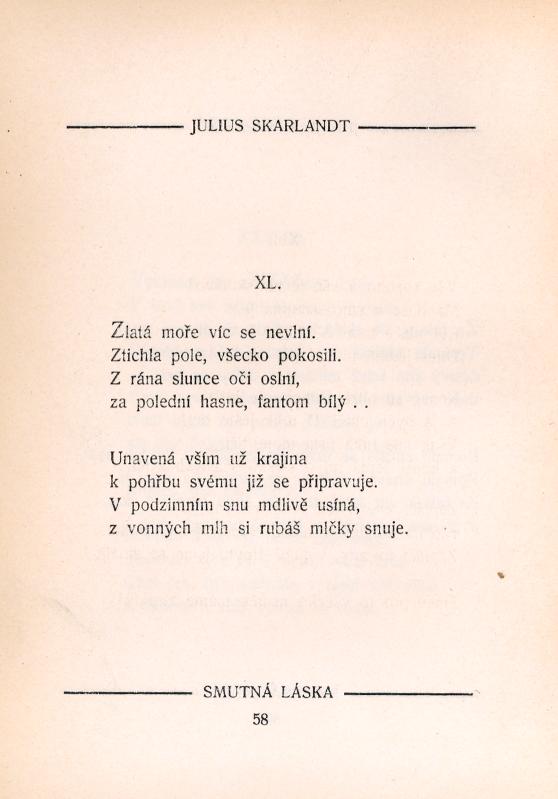 JULIUS SKARLANDT
XL.
Zlatá moře víc se nevlní.
Ztichla pole, všecko pokosili.
Z rána slunce oči oslní,
za polední hasne, fantom bílý . .
Unavená vším už krajina
k pohřbu svému již se připravuje.
V podzimním snu mdlivě usíná,
z vonných mlh si rubáš mlčky snuje.
SMUTNÁ LÁSKA
58